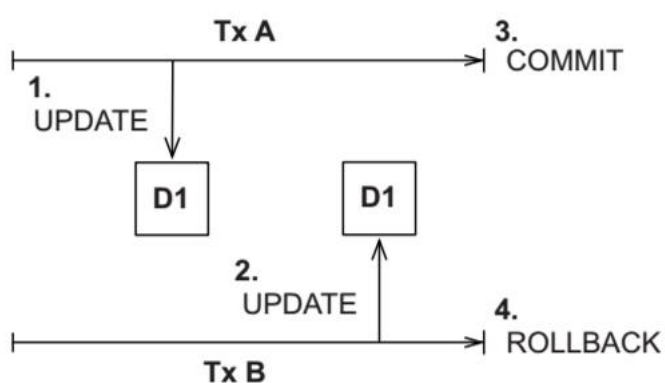 Tx A
3.
COMMIT
1.
UPDATE
D1
D1
2.
UPDATE
4.
ROLLBACK
Tx B